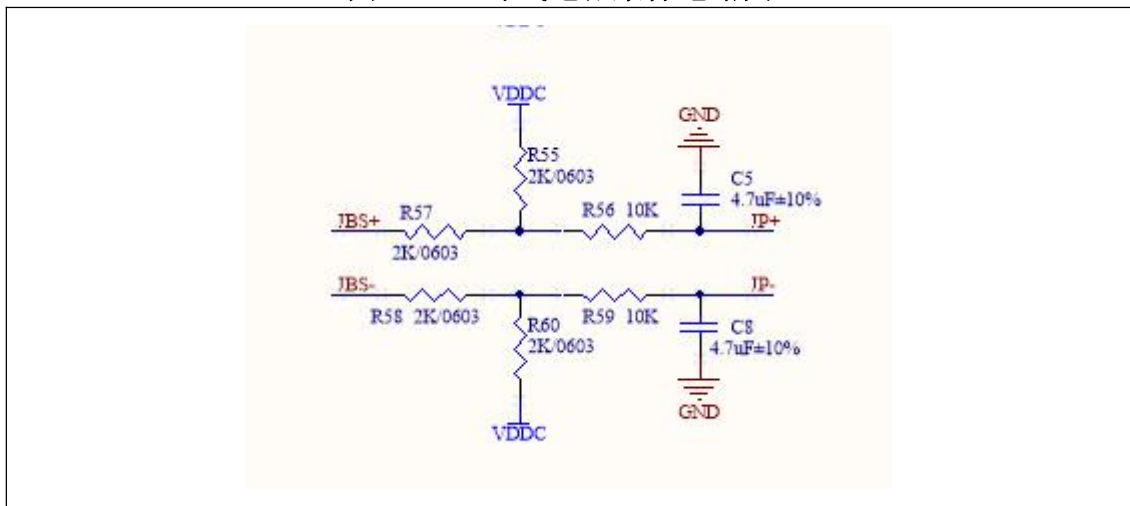 VDDC
GND
R55
2K/0603
C5
4.7uF±10%
JBS+
R57
R56 10K
JP+
2K/0603
JBS-
JP-
R58 2K/0603
R60
2K/0603
R59 10K
C8
4.7uF±10%
GND
VDDC